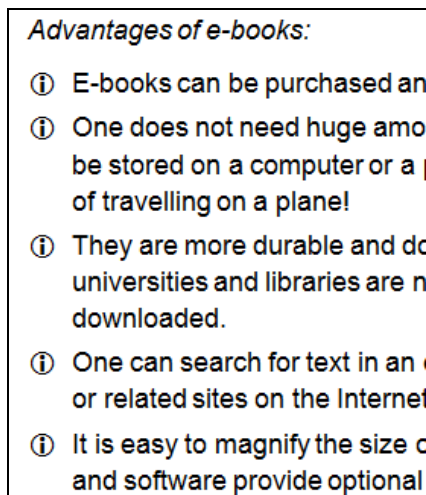 Advantages of e-books:
ⓘ E-books can be purchased an
ⓘ One does not need huge amo
be stored on a computer or a
of travelling on a plane!
ⓘ They are more durable and do
universities and libraries are n
downloaded.
ⓘ One can search for text in an
or related sites on the Internet
ⓘ It is easy to magnify the size o
and software provide optional